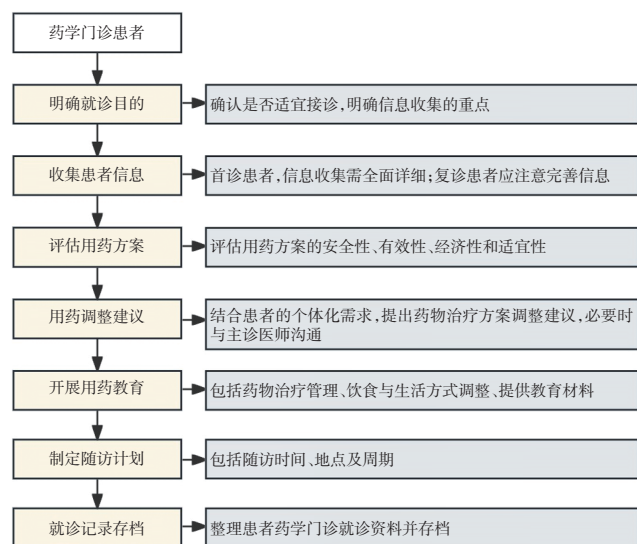 药学门诊患者
明确就诊目的
确认是否适宜接诊,明确信息收集的重点
收集患者信息
首诊患者,信息收集需全面详细;复诊患者应注意完善信息
评估用药方案
评估用药方案的安全性、有效性、经济性和适宜性
用药调整建议
结合患者的个体化需求,提出药物治疗方案调整建议,必要时
与主诊医师沟通
开展用药教育
包括药物治疗管理、饮食与生活方式调整、提供教育材料
制定随访计划
包括随访时间、地点及周期
就诊记录存档
整理患者药学门诊就诊资料并存档